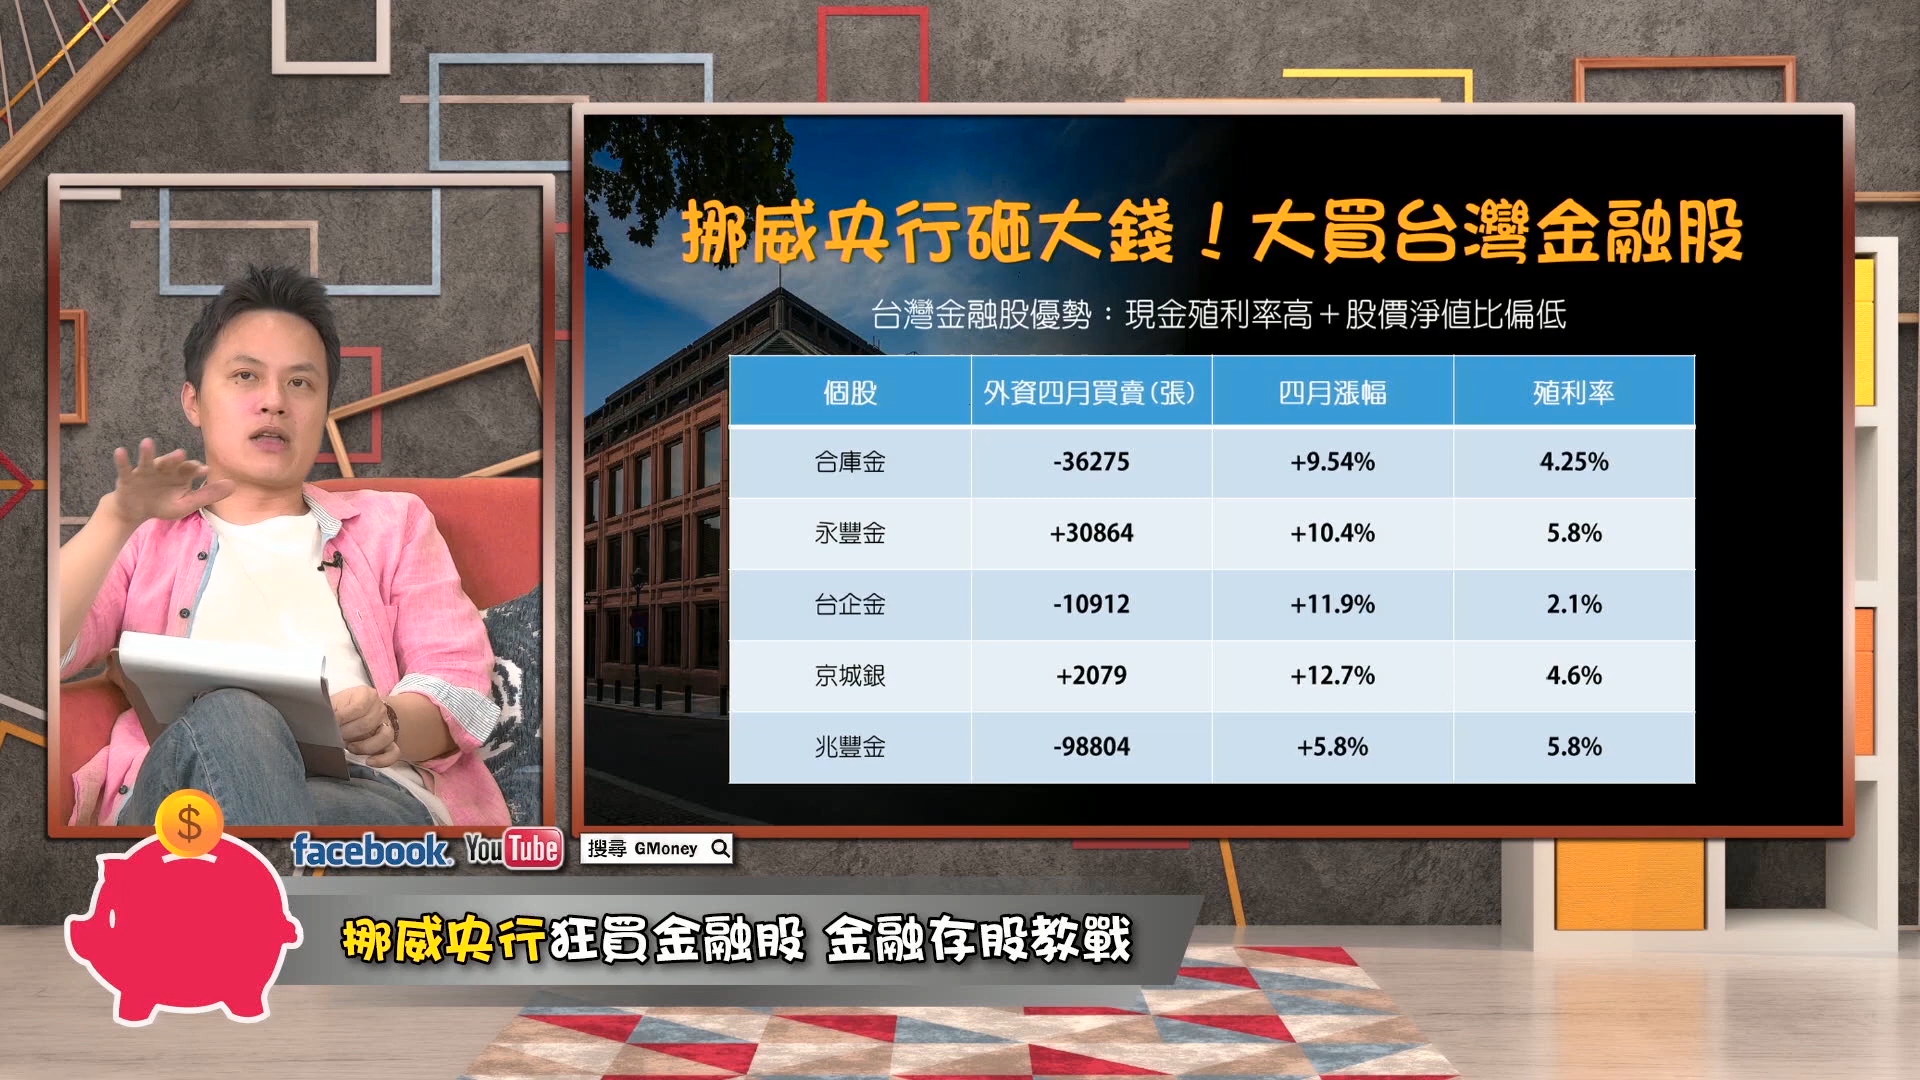 挪威央行砸大錢！大買台灣金融股
台灣金融股優勢：現金殖利率高＋股價淨值比偏低
個股 外資四月買賣(張) 四月漲幅 殖利率
合庫金 -36275 +9.54% 4.25%
永豐金 +30864 +10.4% 5.8%
台企金 -10912 +11.9% 2.1%
京城銀 +2079 +12.7% 4.6%
兆豐金 -98804 +5.8% 5.8%
$
facebook. YouTube 搜尋 GMoney
挪威央行狂買金融股 金融存股教戰